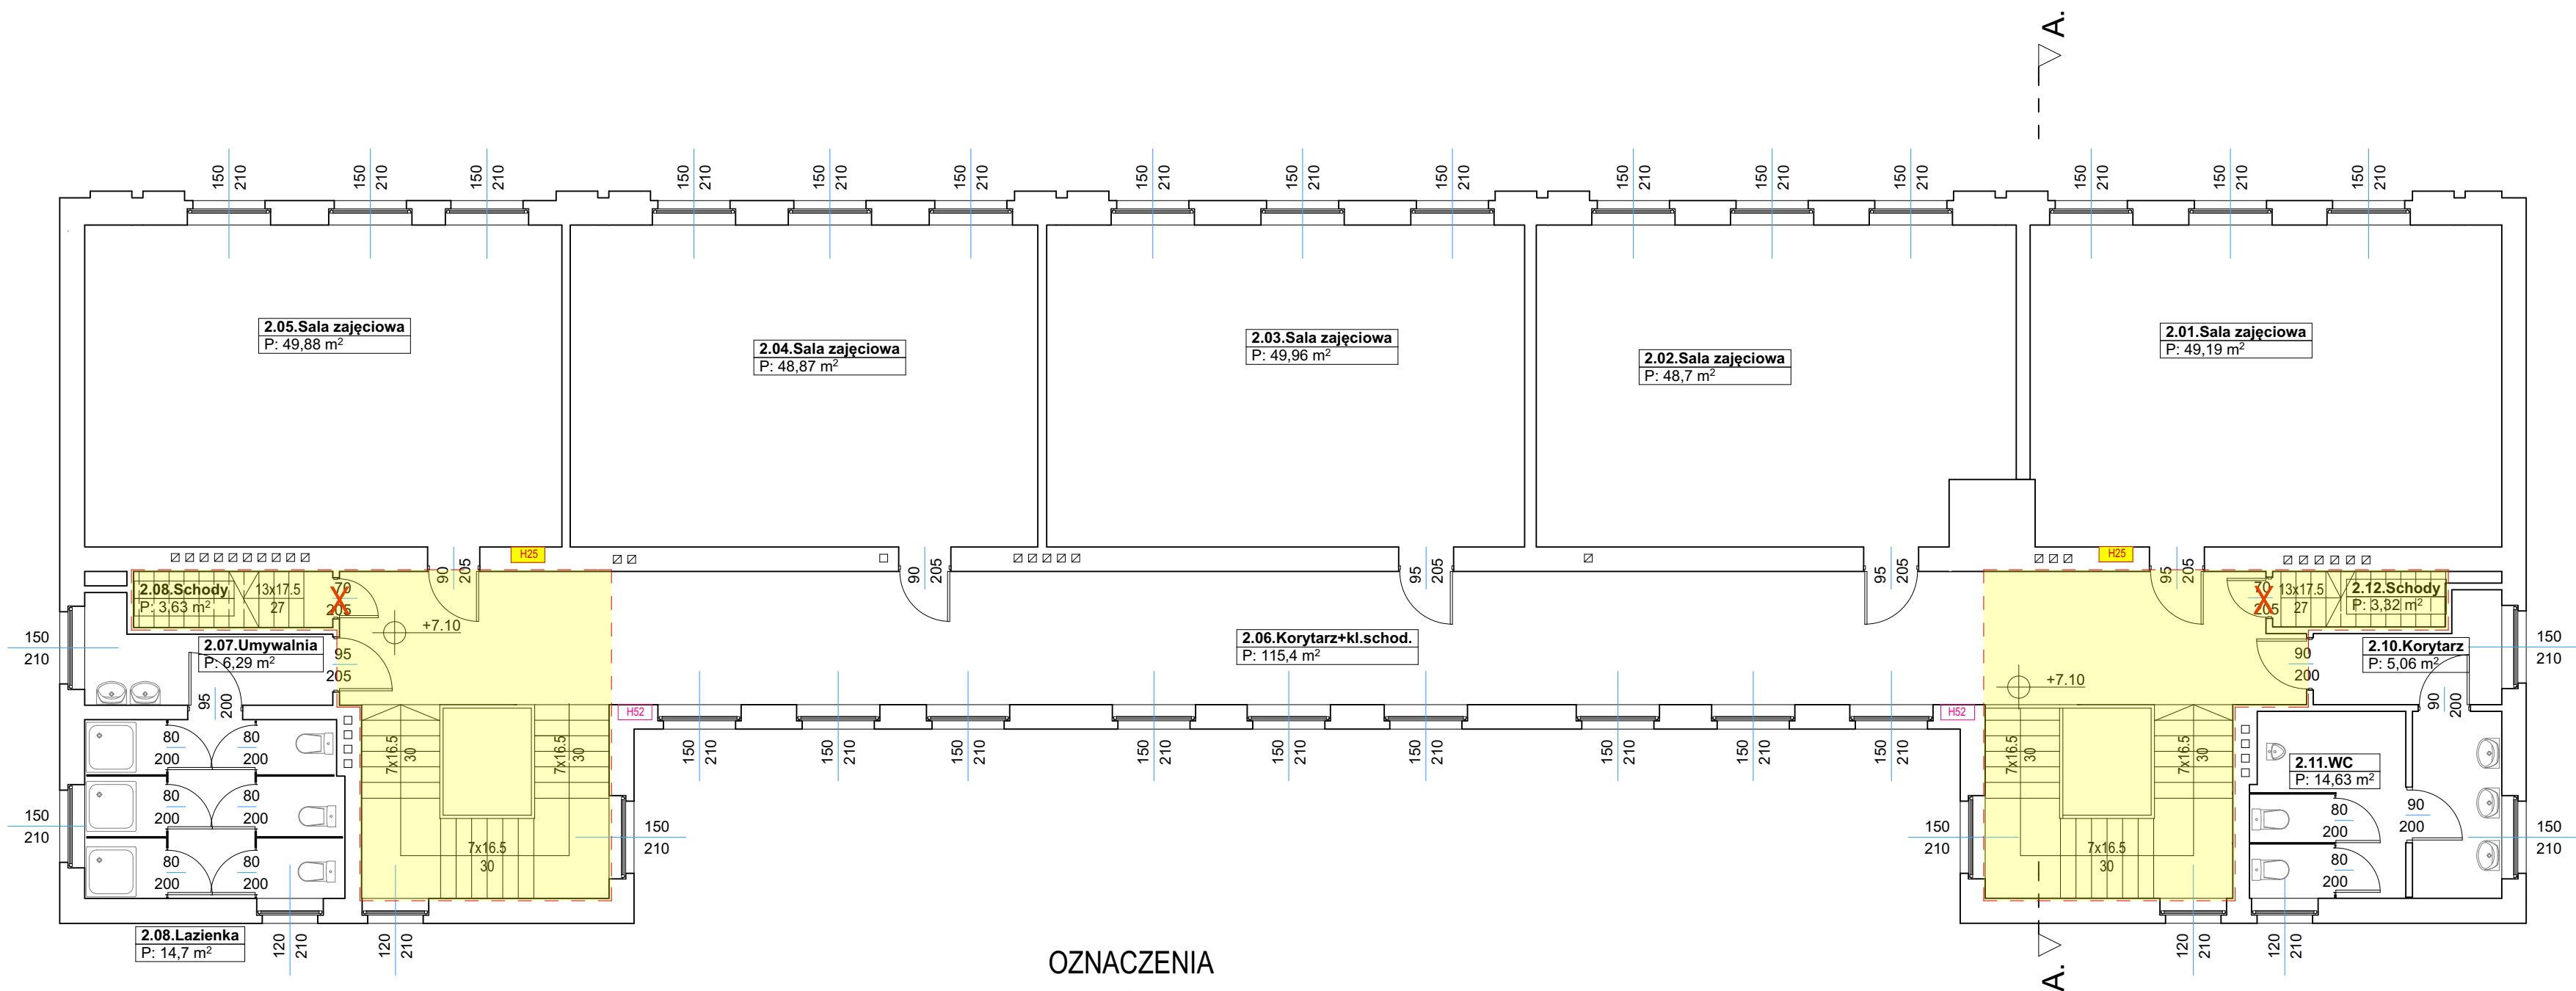 A.
150 210 150 210 150 210 150 210 150 210 150 210 150 210 150 210 150 210 150 210 150 210 150 210 150 210 150 210 150 210
2.05.Sala zajęciowa
P: 49,88 m²
2.04.Sala zajęciowa
P: 48,87 m²
2.03.Sala zajęciowa
P: 49,96 m²
2.02.Sala zajęciowa
P: 48,7 m²
2.01.Sala zajęciowa
P: 49,19 m²
H25
H25
90 205
90 205
95 205
95 205
95 205
2.08.Schody
P: 3,63 m²
13x17.5
27
70
205
X
+7.10
70
205
X
13x17.5
27
2.12.Schody
P: 3,32 m²
150
210
2.07.Umywalnia
P: 6,29 m²
95
205
2.06.Korytarz+kl.schod.
P: 115,4 m²
+7.10
90
200
2.10.Korytarz
P: 5,06 m²
150
210
95 200
H52
H52
90 200
150 210 150 210 150 210 150 210 150 210 150 210 150 210 150 210 150 210
80
200
80
200
80
200
80
200
80
200
80
200
7x16.5
30
7x16.5
30
7x16.5
30
7x16.5
30
7x16.5
30
7x16.5
30
2.11.WC
P: 14,63 m²
80
200
90
200
80
200
150
210
150
210
150
210
150
210
2.08.Lazienka
P: 14,7 m²
120 210
120 210
120 210
120 210
OZNACZENIA
A.